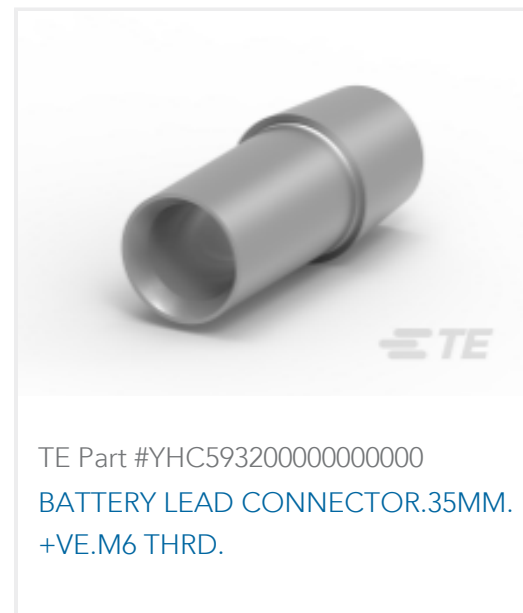 TE
TE Part #YHC593200000000000
BATTERY LEAD CONNECTOR.35MM.
+VE.M6 THRD.